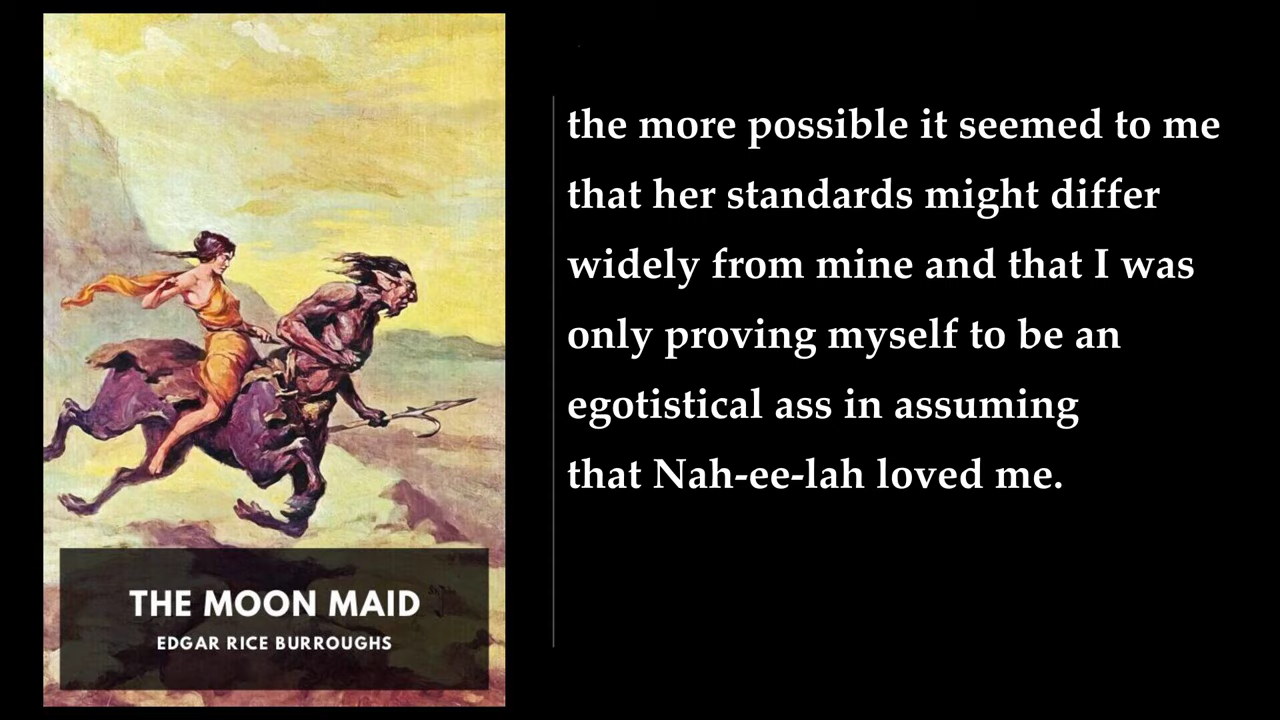 THE MOON MAID
EDGAR RICE BURROUGHS
the more possible it seemed to me
that her standards might differ
widely from mine and that I was
only proving myself to be an
egotistical ass in assuming
that Nah-ee-lah loved me.